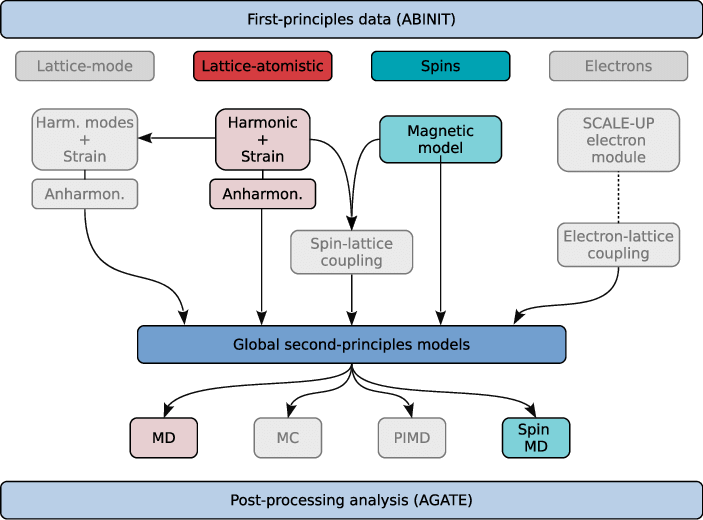 First-principles data (ABINIT)
Lattice-mode
Lattice-atomistic
Spins
Electrons
Harm. modes
+
Strain
Anharmon.
Harmonic
+
Strain
Anharmon.
Magnetic
model
SCALE-UP
electron
module
Spin-lattice
coupling
Electron-lattice
coupling
Global second-principles models
MD
MC
PIMD
Spin
MD
Post-processing analysis (AGATE)